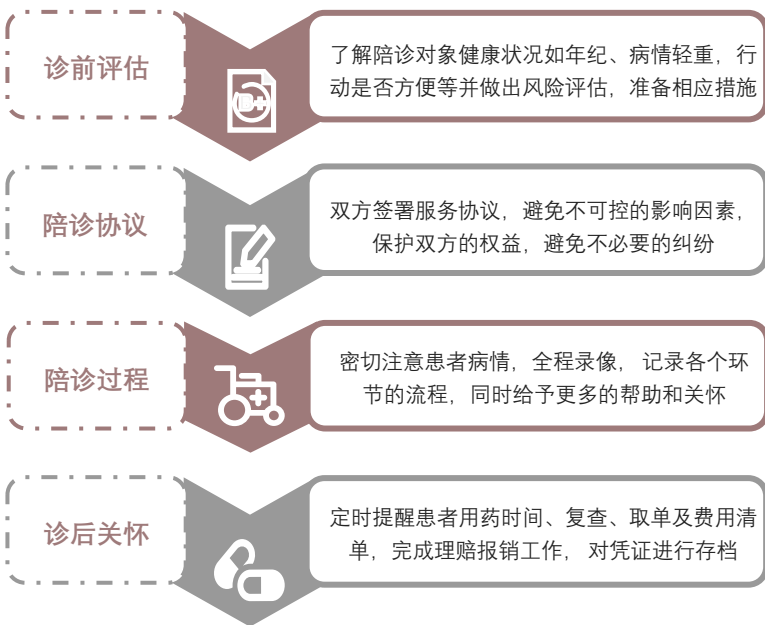 诊前评估
了解陪诊对象健康状况如年纪、病情轻重，行
动是否方便等并做出风险评估，准备相应措施
B+
陪诊协议
双方签署服务协议，避免不可控的影响因素，
保护双方的权益，避免不必要的纠纷
陪诊过程
密切注意患者病情，全程录像， 记录各个环
节的流程，同时给予更多的帮助和关怀
诊后关怀
定时提醒患者用药时间、复查、取单及费用清
单，完成理赔报销工作， 对凭证进行存档